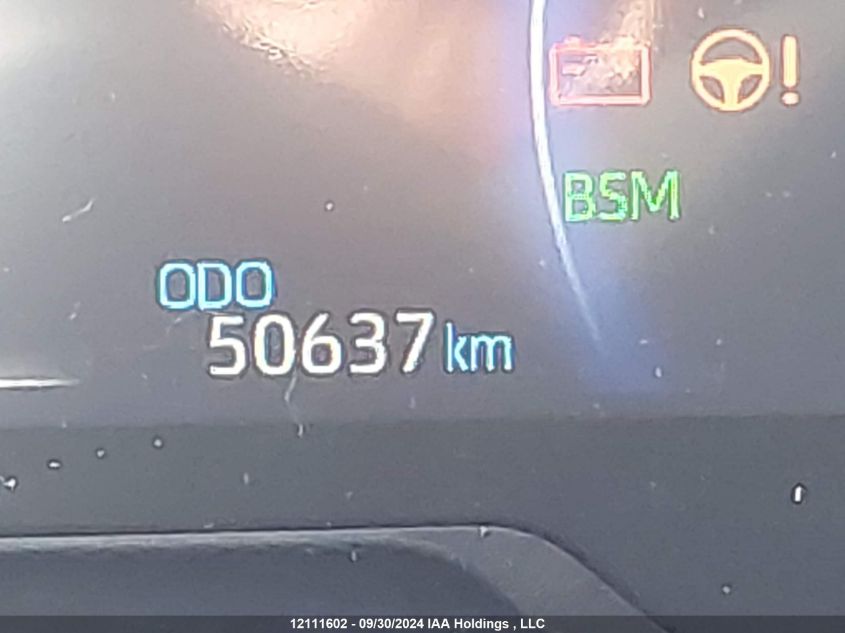 BSM
ODO
50637 km
12111602 - 09/30/2024 IAA Holdings , LLC